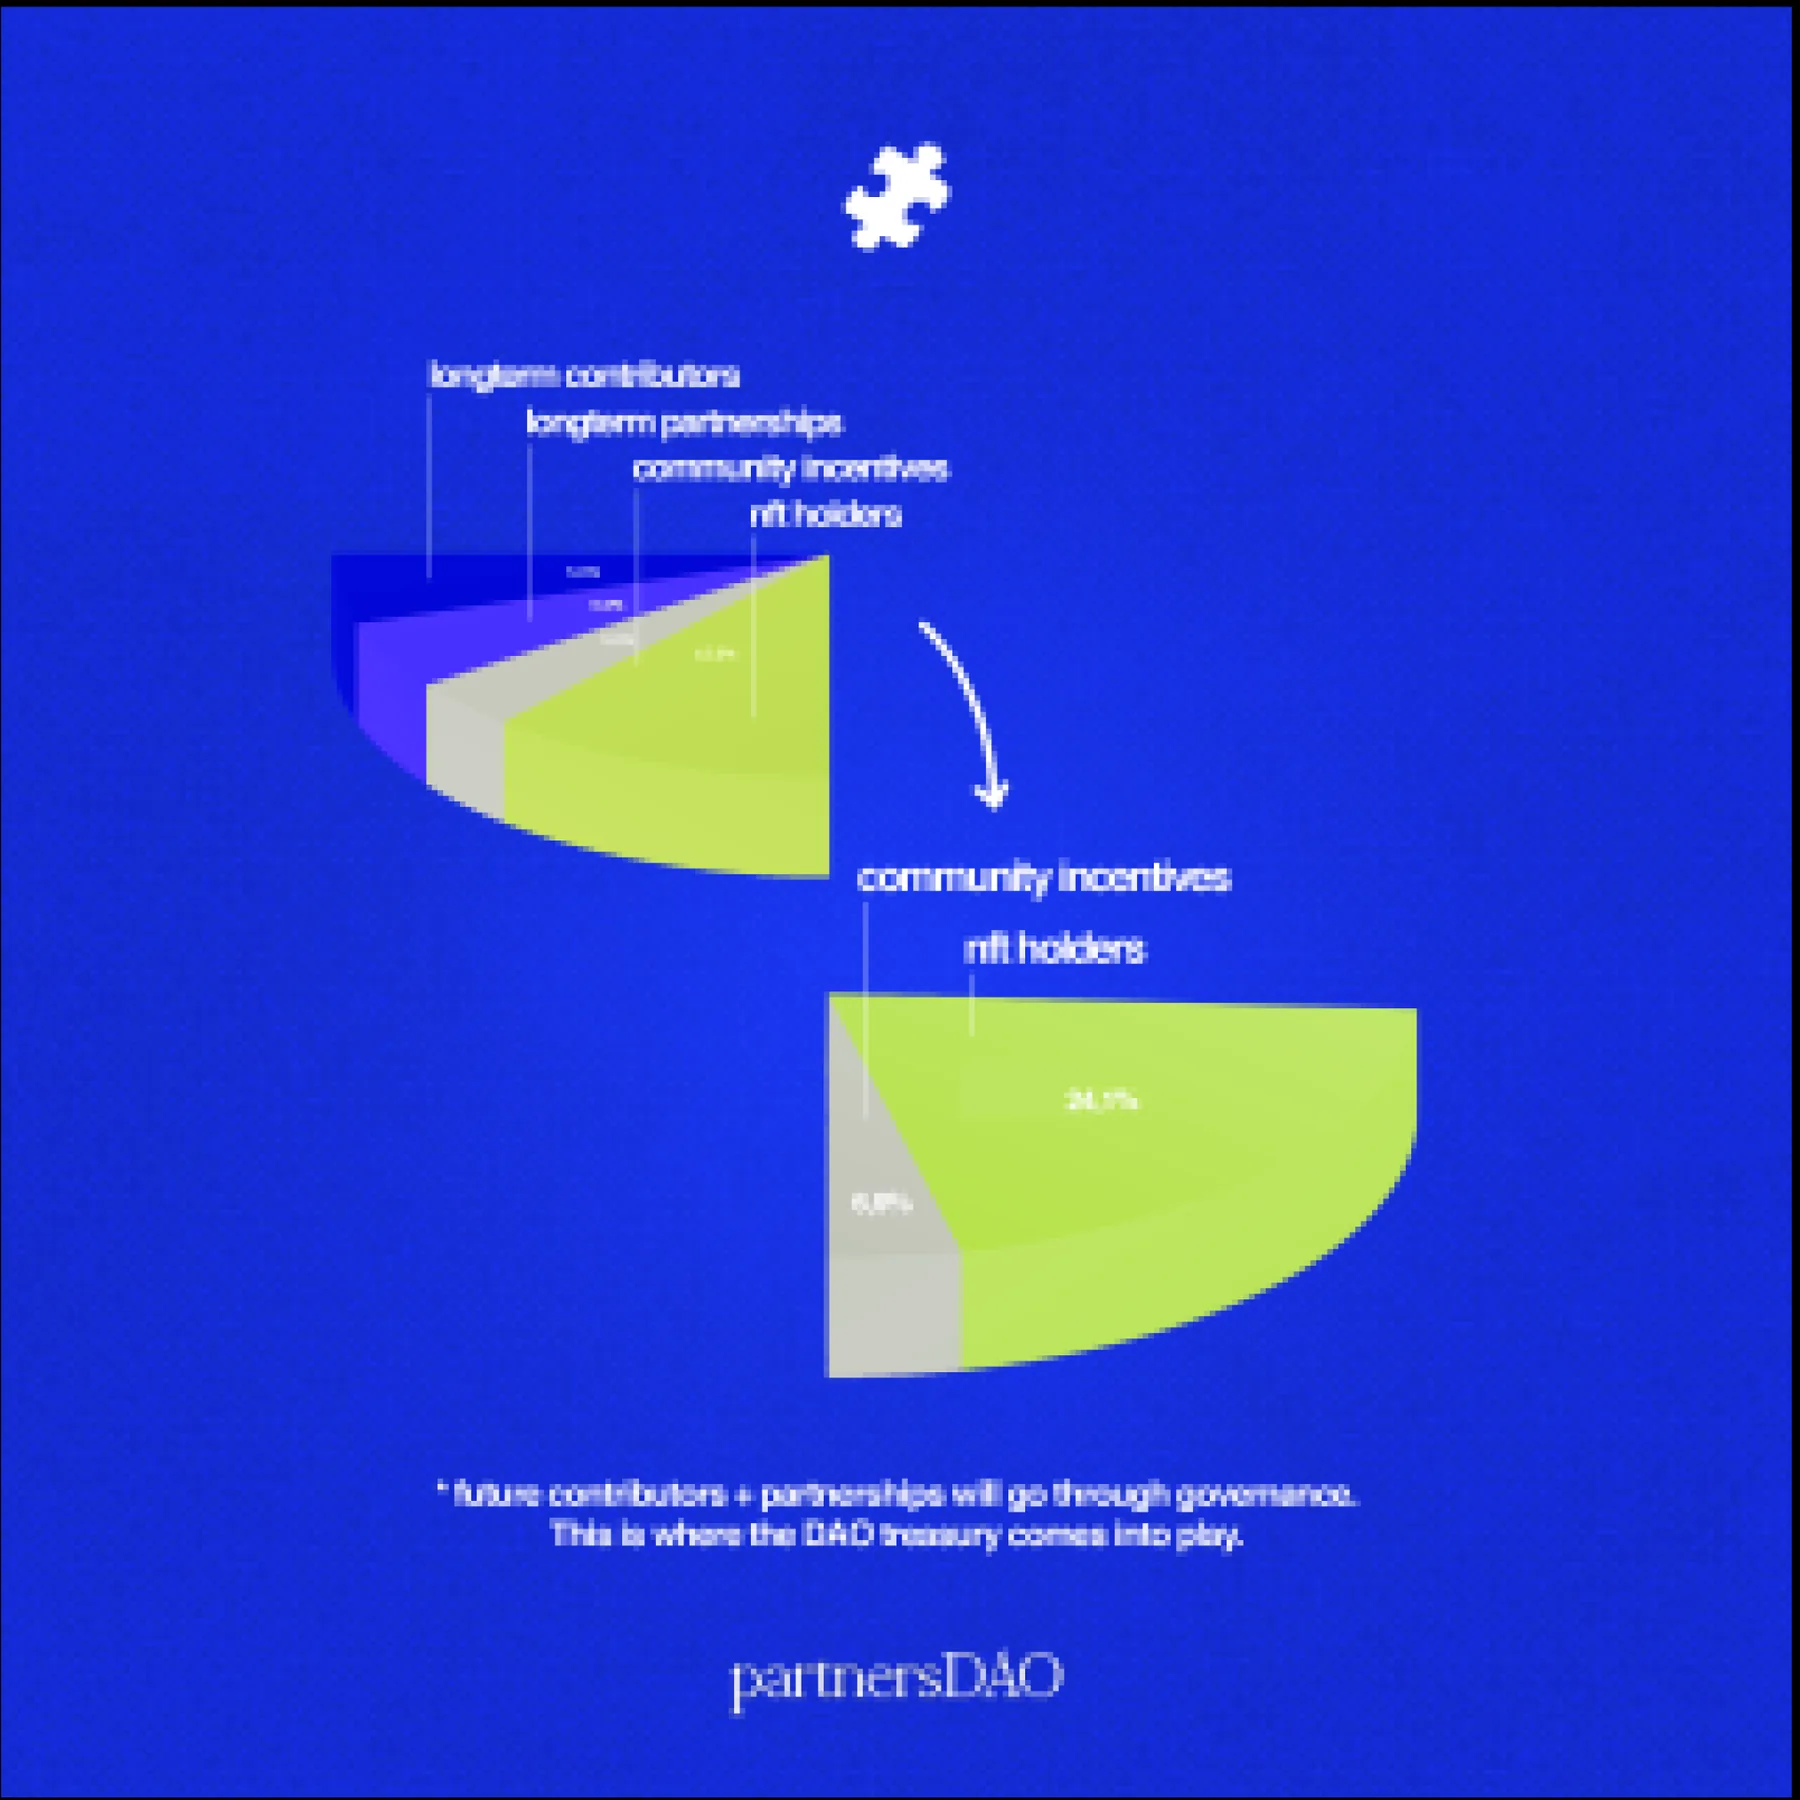 longterm contributors
longterm partnerships
community incentives
nft holders
community incentives
nft holders
* future contributors + partnerships will go through governance.
This is where the DAO treasury comes into play.
partnersDAO